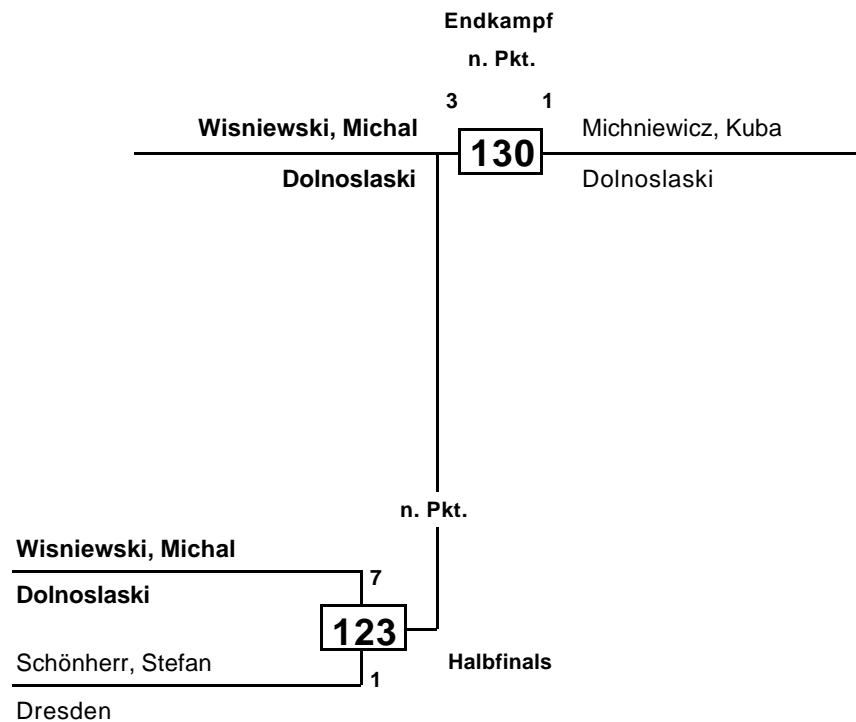 Endkampf
n. Pkt.
3 1
Wisniewski, Michal 130 Michniewicz, Kuba
Dolnoslaski Dolnoslaski
n. Pkt.
Wisniewski, Michal
7
Dolnoslaski
123
Schönherr, Stefan Halbfinals
1
Dresden